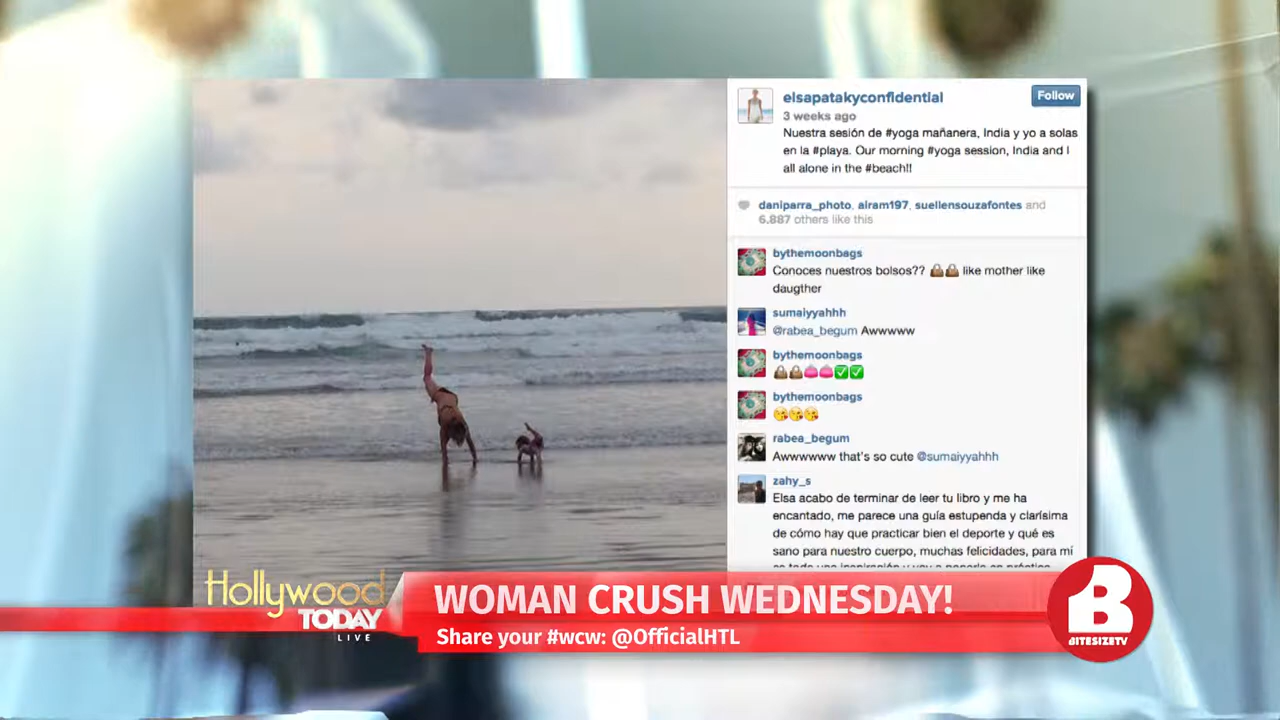 elsapatakyconfidential
Follow
3 weeks ago
Nuestra sesión de #yoga mañanera, India y yo a solas
en la #playa. Our morning #yoga session, India and I
all alone in the #beach!!
daniparra_photo, airam197, suellensouzafontes and
6,887 others like this
bythemoonbags
Conoces nuestros bolsos?? 👜👜 like mother like
daugther
sumaiyyahhh
@rabea_begum Awwwww
bythemoonbags
👜👜👛👛✅✅
bythemoonbags
😘😘😘
rabea_begum
Awwwwww that's so cute @sumaiyyahhh
zahy_s
Elsa acabo de terminar de leer tu libro y me ha
encantado, me parece una guía estupenda y clarísima
de cómo hay que practicar bien el deporte y qué es
sano para nuestro cuerpo, muchas felicidades, para mí
Hollywood
TODAY
LIVE
WOMAN CRUSH WEDNESDAY!
Share your #wcw: @OfficialHTL
B
BITESIZETV